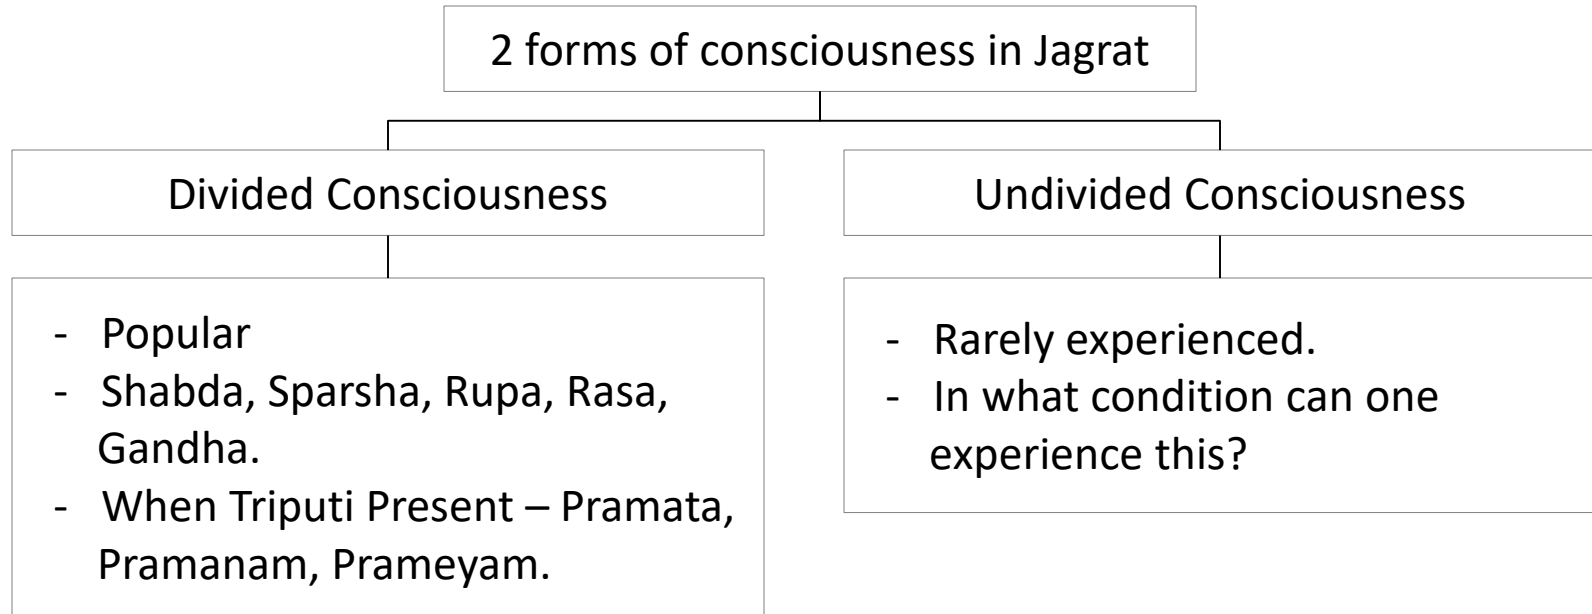 2 forms of consciousness in Jagrat
Divided Consciousness
Undivided Consciousness
- Popular
- Shabda, Sparsha, Rupa, Rasa,
Gandha.
- When Triputi Present – Pramata,
Pramanam, Prameyam.
- Rarely experienced.
- In what condition can one
experience this?